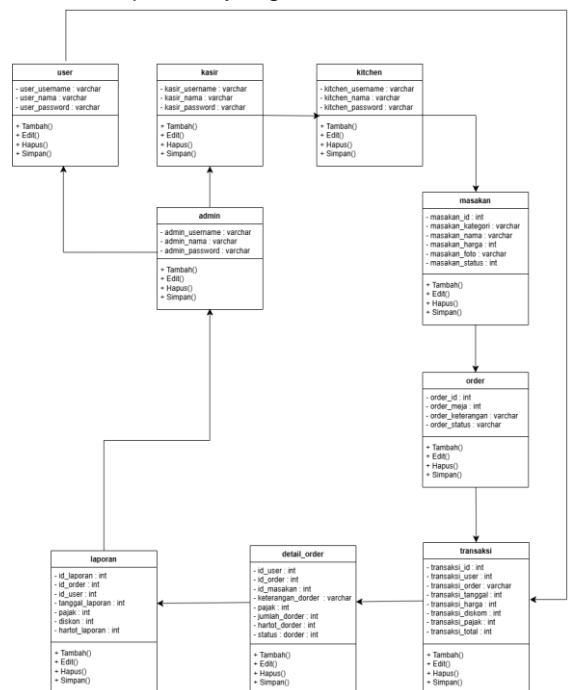 user
- user_username : varchar
- user_nama : varchar
- user_password : varchar
+ Tambah()
+ Edit()
+ Hapus()
+ Simpan()
kasir
- kasir_username : varchar
- kasir_nama : varchar
- kasir_password : varchar
+ Tambah()
+ Edit()
+ Hapus()
+ Simpan()
kitchen
- kitchen_username : varchar
- kitchen_nama : varchar
- kitchen_password : varchar
+ Tambah()
+ Edit()
+ Hapus()
+ Simpan()
admin
- admin_username : varchar
- admin_nama : varchar
- admin_password : varchar
+ Tambah()
+ Edit()
+ Hapus()
+ Simpan()
masakan
- masakan_id : int
- masakan_kategori : varchar
- masakan_nama : varchar
- masakan_harga : int
- masakan_foto : varchar
- masakan_status : int
+ Tambah()
+ Edit()
+ Hapus()
+ Simpan()
order
- order_id : int
- order_meja : int
- order_keterangan : varchar
- order_status : varchar
+ Tambah()
+ Edit()
+ Hapus()
+ Simpan()
laporan
- id_laporan : int
- id_order : int
- id_user : int
- tanggal_laporan : int
- pajak : int
- diskon : int
- hartot_laporan : int
+ Tambah()
+ Edit()
+ Hapus()
+ Simpan()
detail_order
- id_user : int
- id_order : int
- id_masakan : int
- keterangan_dorder : varchar
- pajak : int
- jumlah_dorder : int
- hartot_dorder : int
- status : dorder : int
+ Tambah()
+ Edit()
+ Hapus()
+ Simpan()
transaksi
- transaksi_id : int
- transaksi_user : int
- transaksi_order : varchar
- transaksi_tanggal : int
- transaksi_harga : int
- transaksi_diskom : int
- transaksi_pajak : int
- transaksi_total : int
+ Tambah()
+ Edit()
+ Hapus()
+ Simpan()